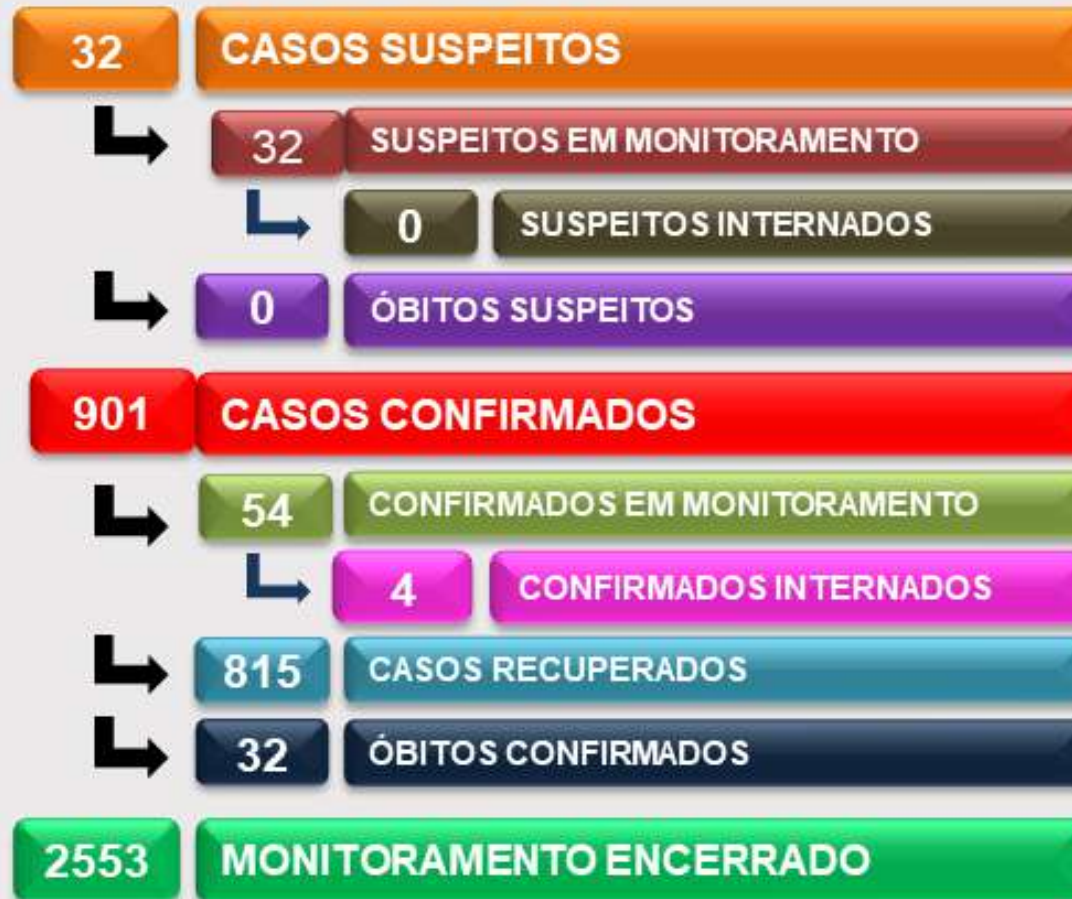 32 CASOS SUSPEITOS
32 SUSPEITOS EM MONITORAMENTO
0 SUSPEITOS INTERNADOS
0 ÓBITOS SUSPEITOS
901 CASOS CONFIRMADOS
54 CONFIRMADOS EM MONITORAMENTO
4 CONFIRMADOS INTERNADOS
815 CASOS RECUPERADOS
32 ÓBITOS CONFIRMADOS
2553 MONITORAMENTO ENCERRADO